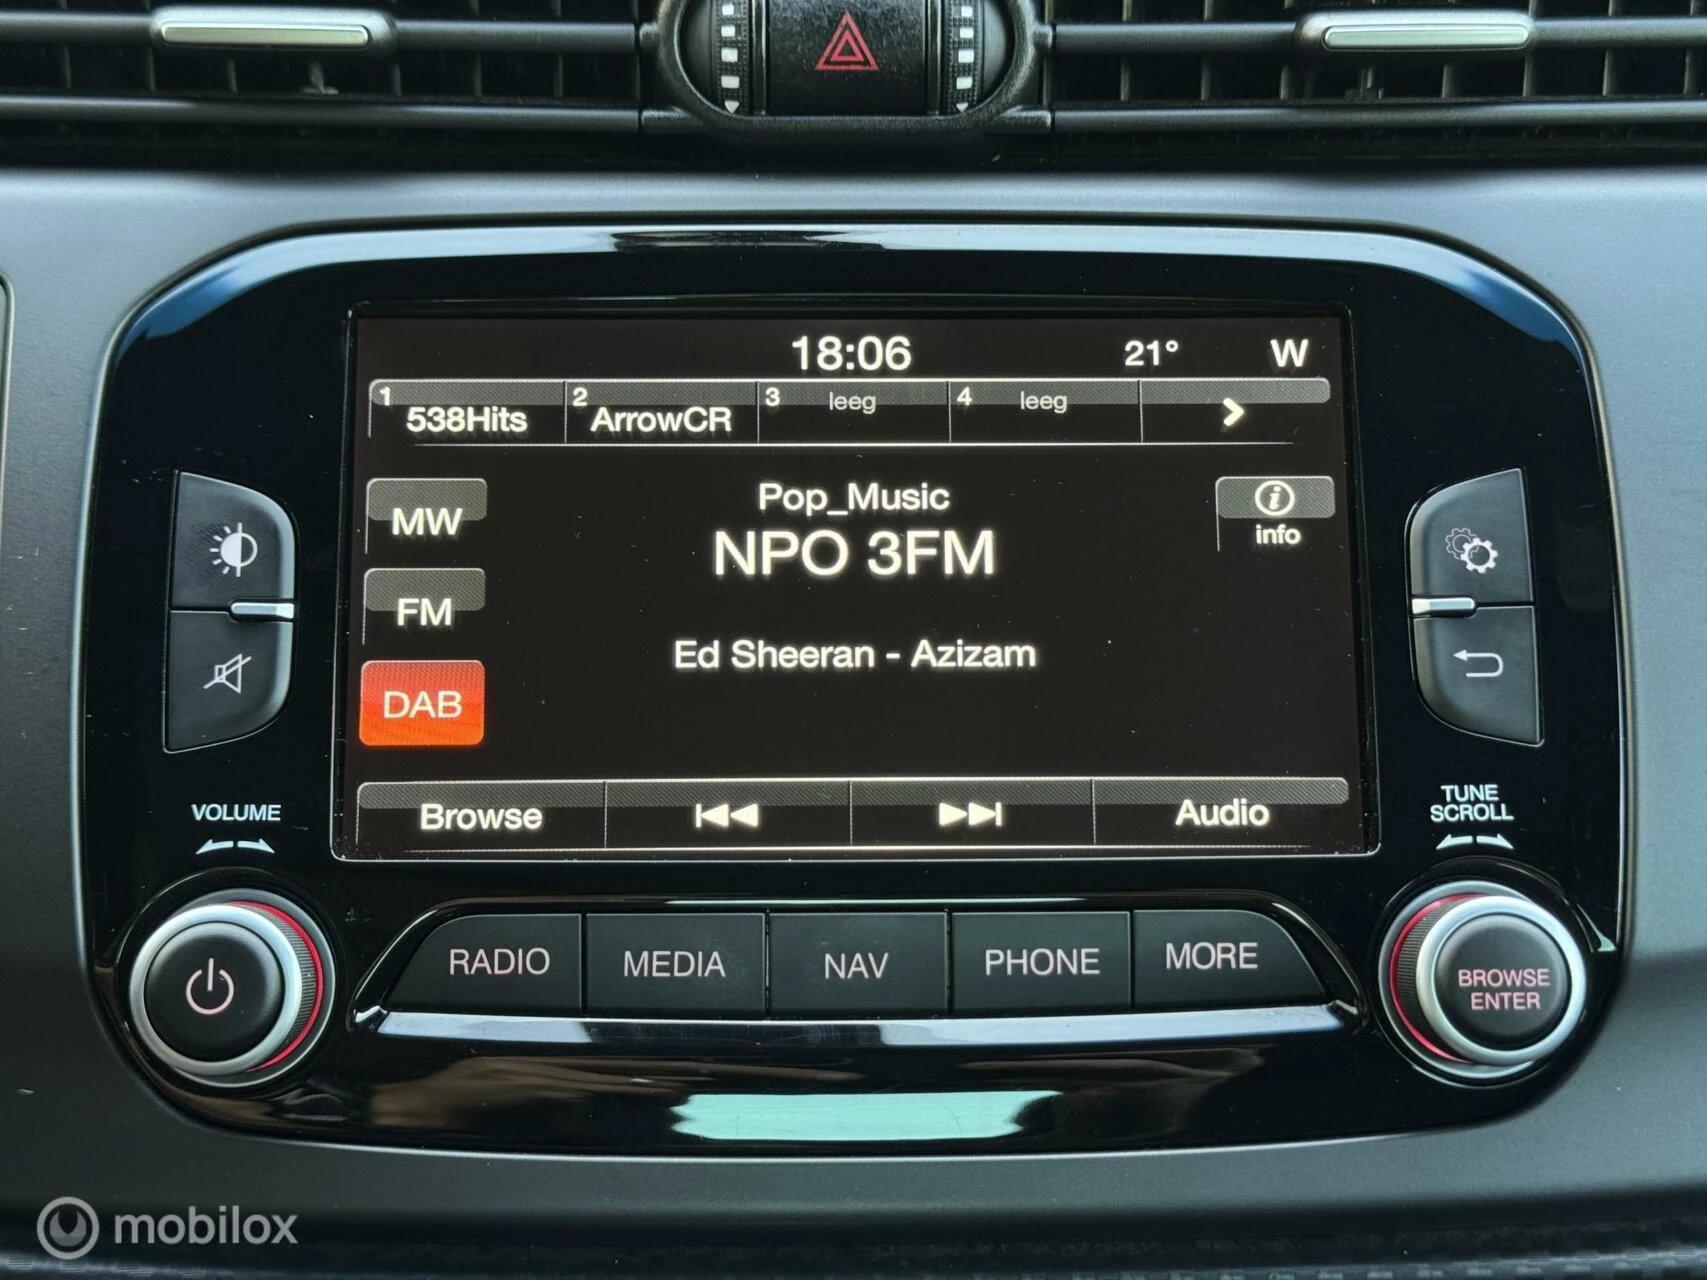 18:06 21° W
1 538Hits 2 ArrowCR 3 leeg 4 leeg
MW
Pop_Music
info
NPO 3FM
FM
Ed Sheeran - Azizam
DAB
Browse Audio
VOLUME
TUNE
SCROLL
RADIO MEDIA NAV PHONE MORE
BROWSE
ENTER
mobilox